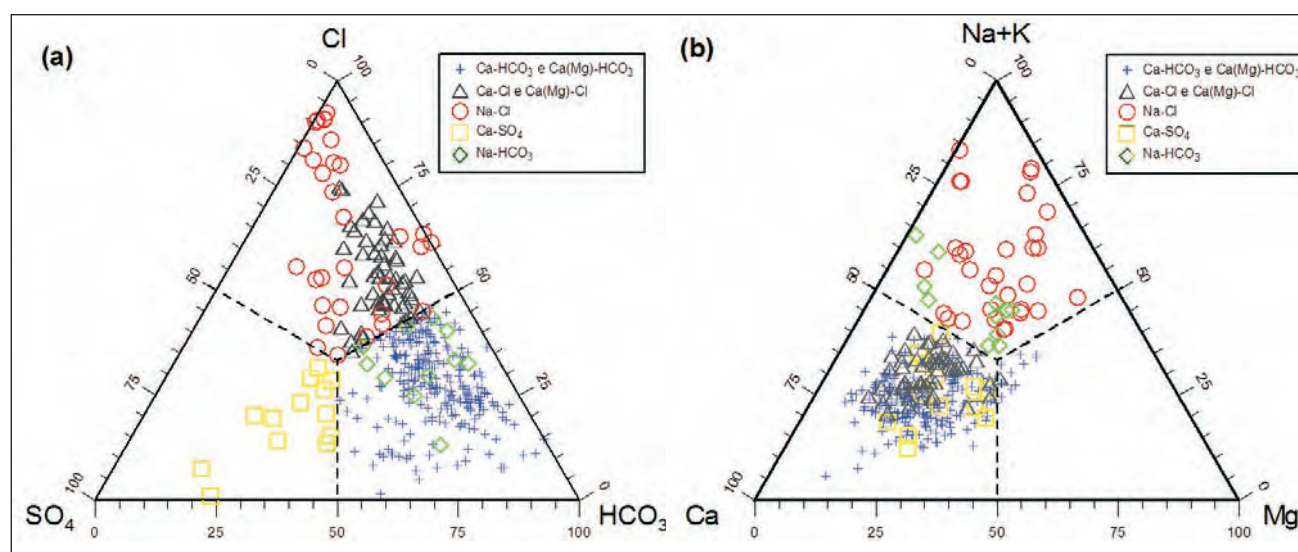 (a)
Cl
Ca-HCO₃ e Ca(Mg)-HCO₃
Ca-Cl e Ca(Mg)-Cl
Na-Cl
Ca-SO₄
Na-HCO₃
0
100
25
75
50
50
75
25
100
0
SO₄
HCO₃
0
25
50
75
100
(b)
Na+K
Ca-HCO₃ e Ca(Mg)-HCO₃
Ca-Cl e Ca(Mg)-Cl
Na-Cl
Ca-SO₄
Na-HCO₃
0
100
25
75
50
50
75
25
100
0
Ca
Mg
0
25
50
75
100